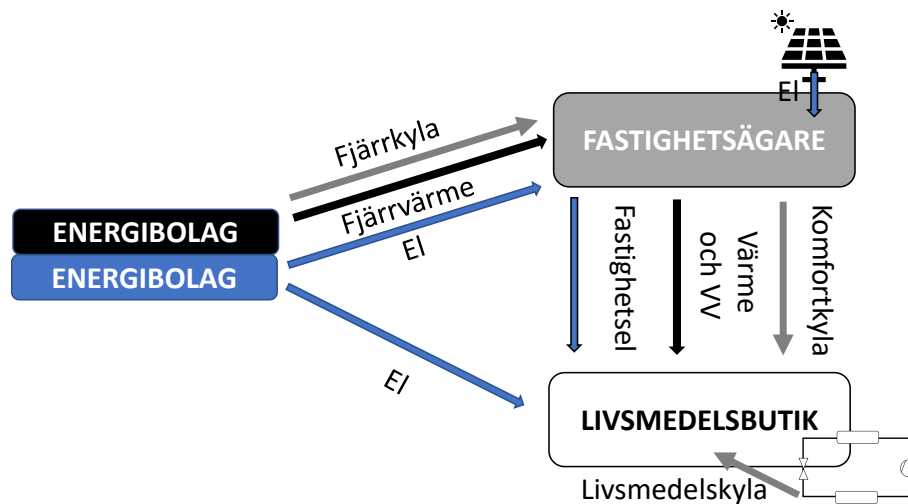 El
FASTIGHETSÄGARE
Fjärrkyla
Fjärrvärme
El
ENERGIBOLAG
ENERGIBOLAG
Fastighetsel
Värme
och VV
Komfortkyla
El
LIVSMEDELSBUTIK
Livsmedelskyla